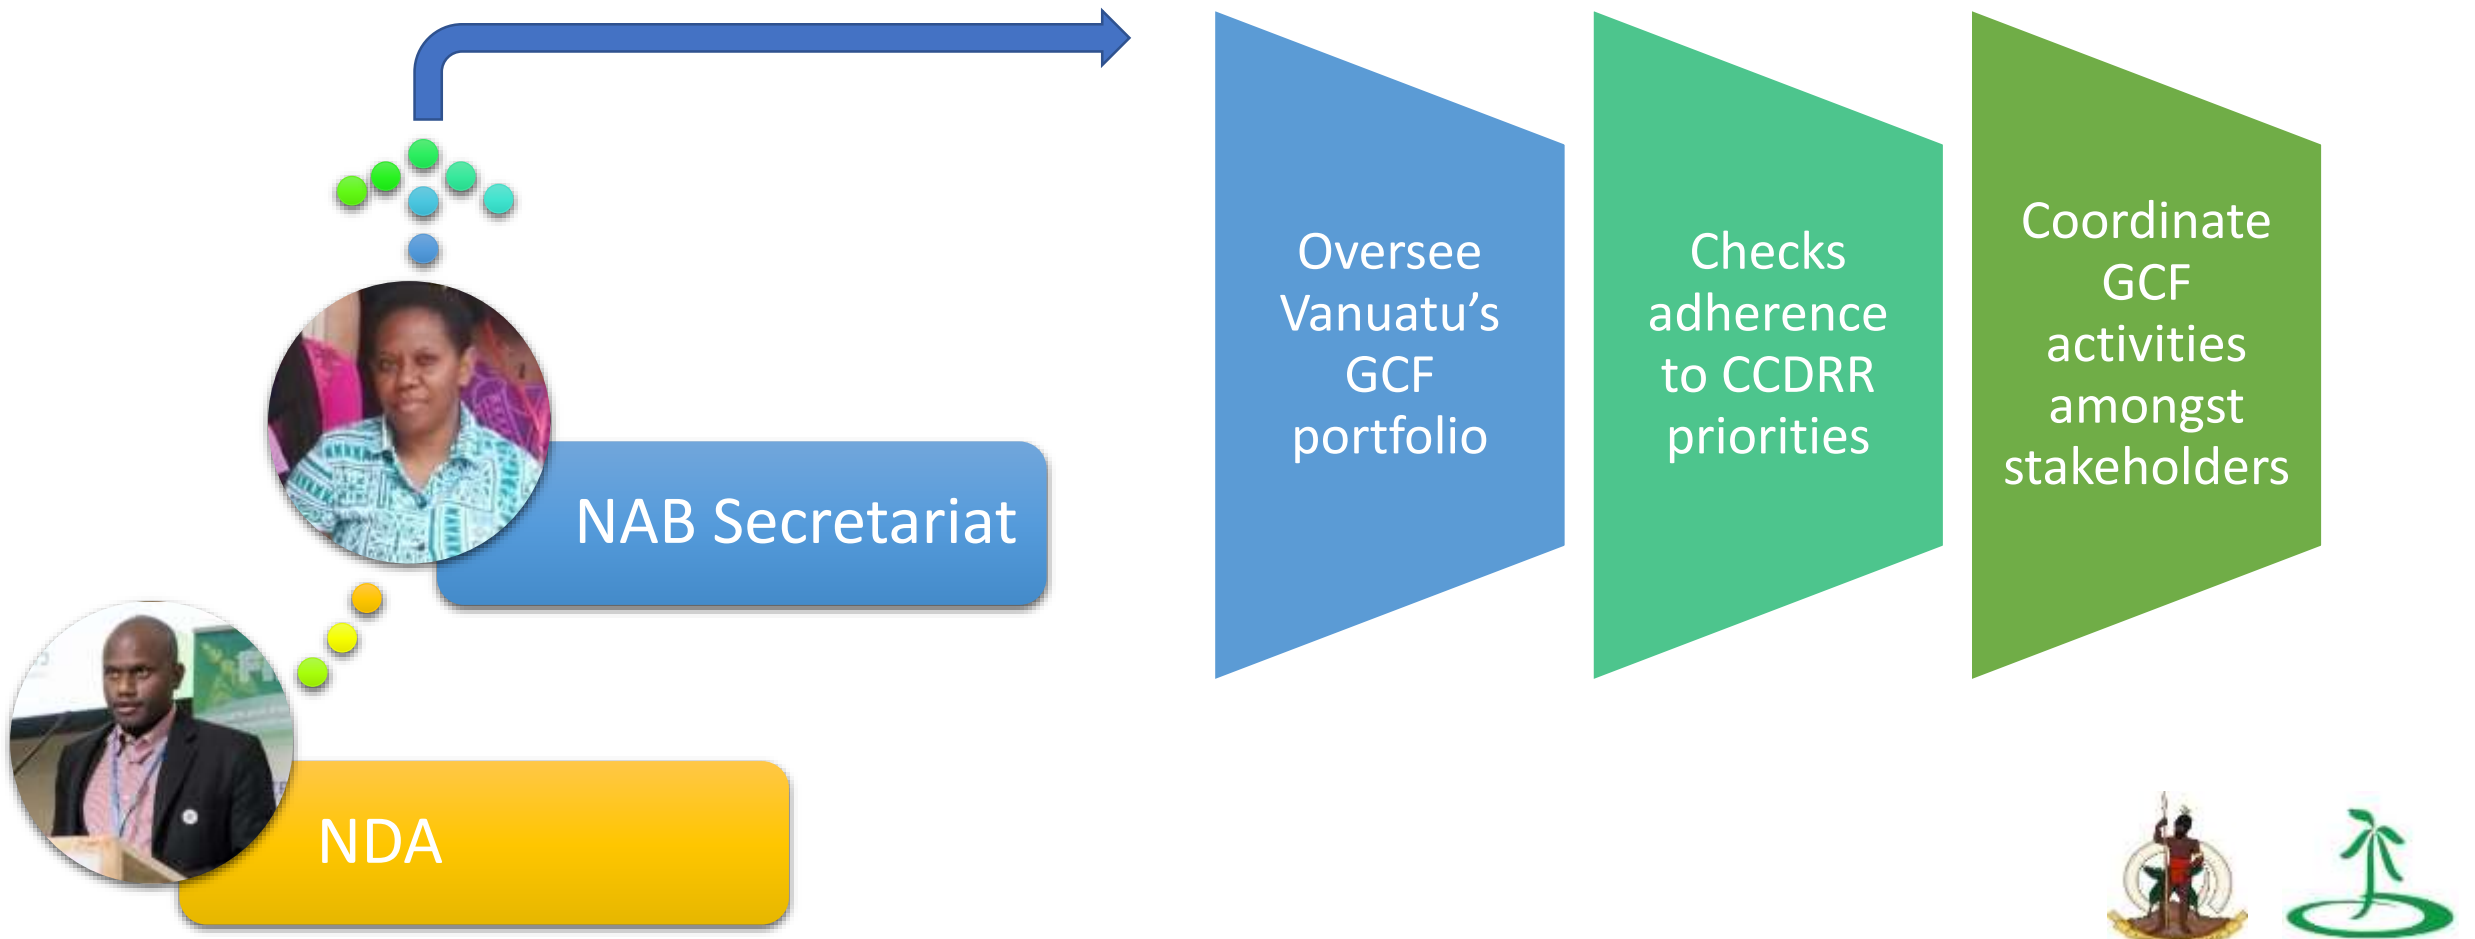 NAB Secretariat
NDA
Oversee
Vanuatu’s
GCF
portfolio
Checks
adherence
to CCDRR
priorities
Coordinate
GCF
activities
amongst
stakeholders